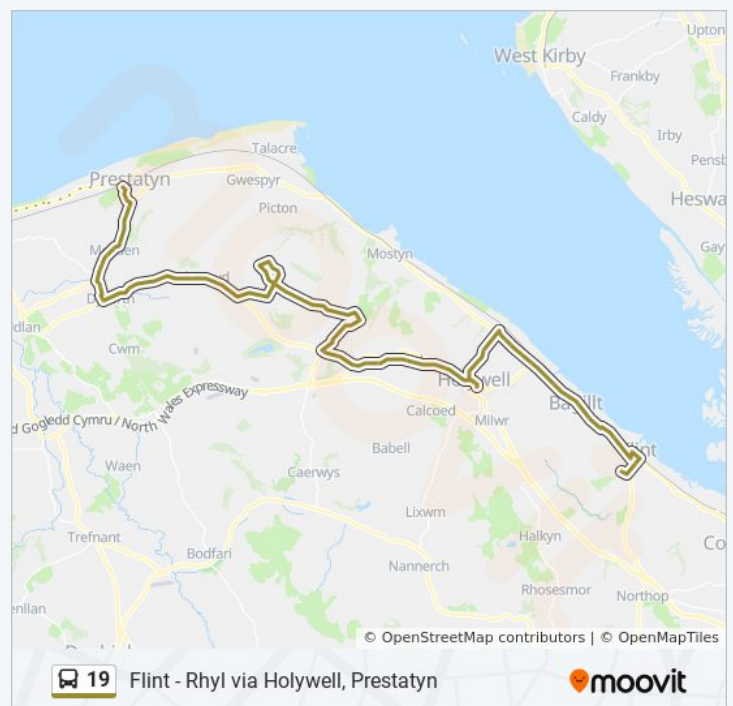 West Kirby
Upton
Frankby
Caldy
Irby
Talacre
Prestatyn
Gwespyr
Picton
Mostyn
Cwm
Calcoed
Milwr
Babell
Caerwys
Waen
Gogledd Cymru / North Wales Expressway
Lixwm
Halkyn
Trefnant
Bodfari
Nannerch
Rhosesmor
Northop
© OpenStreetMap contributors | © OpenMapTiles
19 Flint - Rhyl via Holywell, Prestatyn
moovit